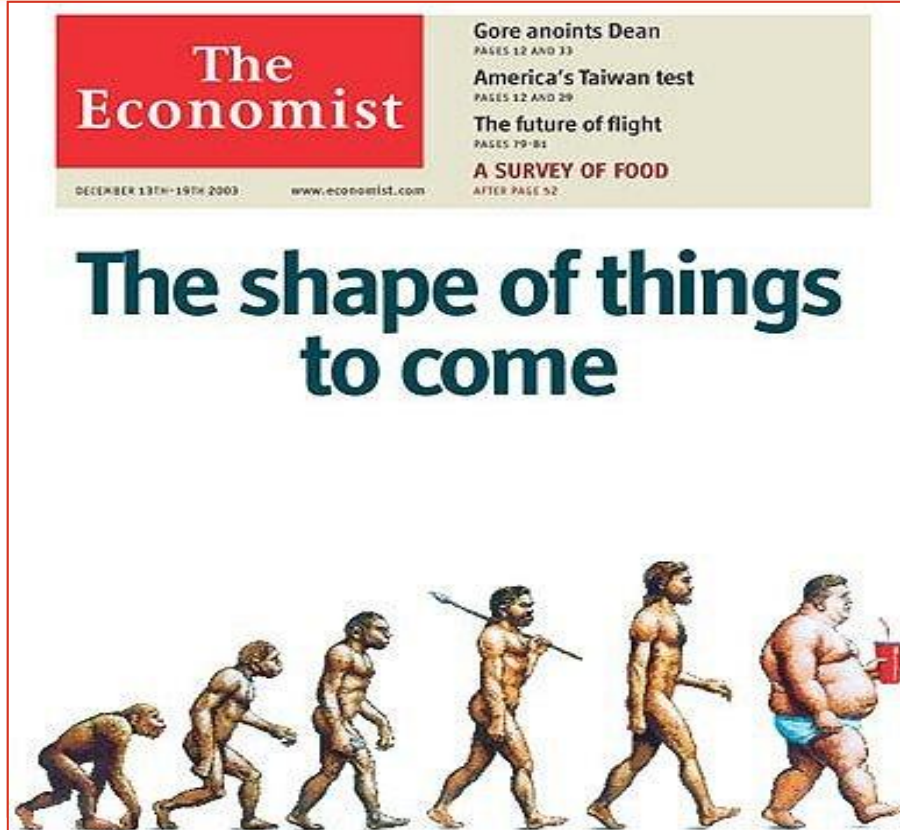 The
Economist
DECEMBER 13TH-19TH 2003
www.economist.com
Gore anoints Dean
PAGES 12 AND 33
America's Taiwan test
PAGES 12 AND 29
The future of flight
PAGES 79-81
A SURVEY OF FOOD
AFTER PAGE 52
The shape of things
to come